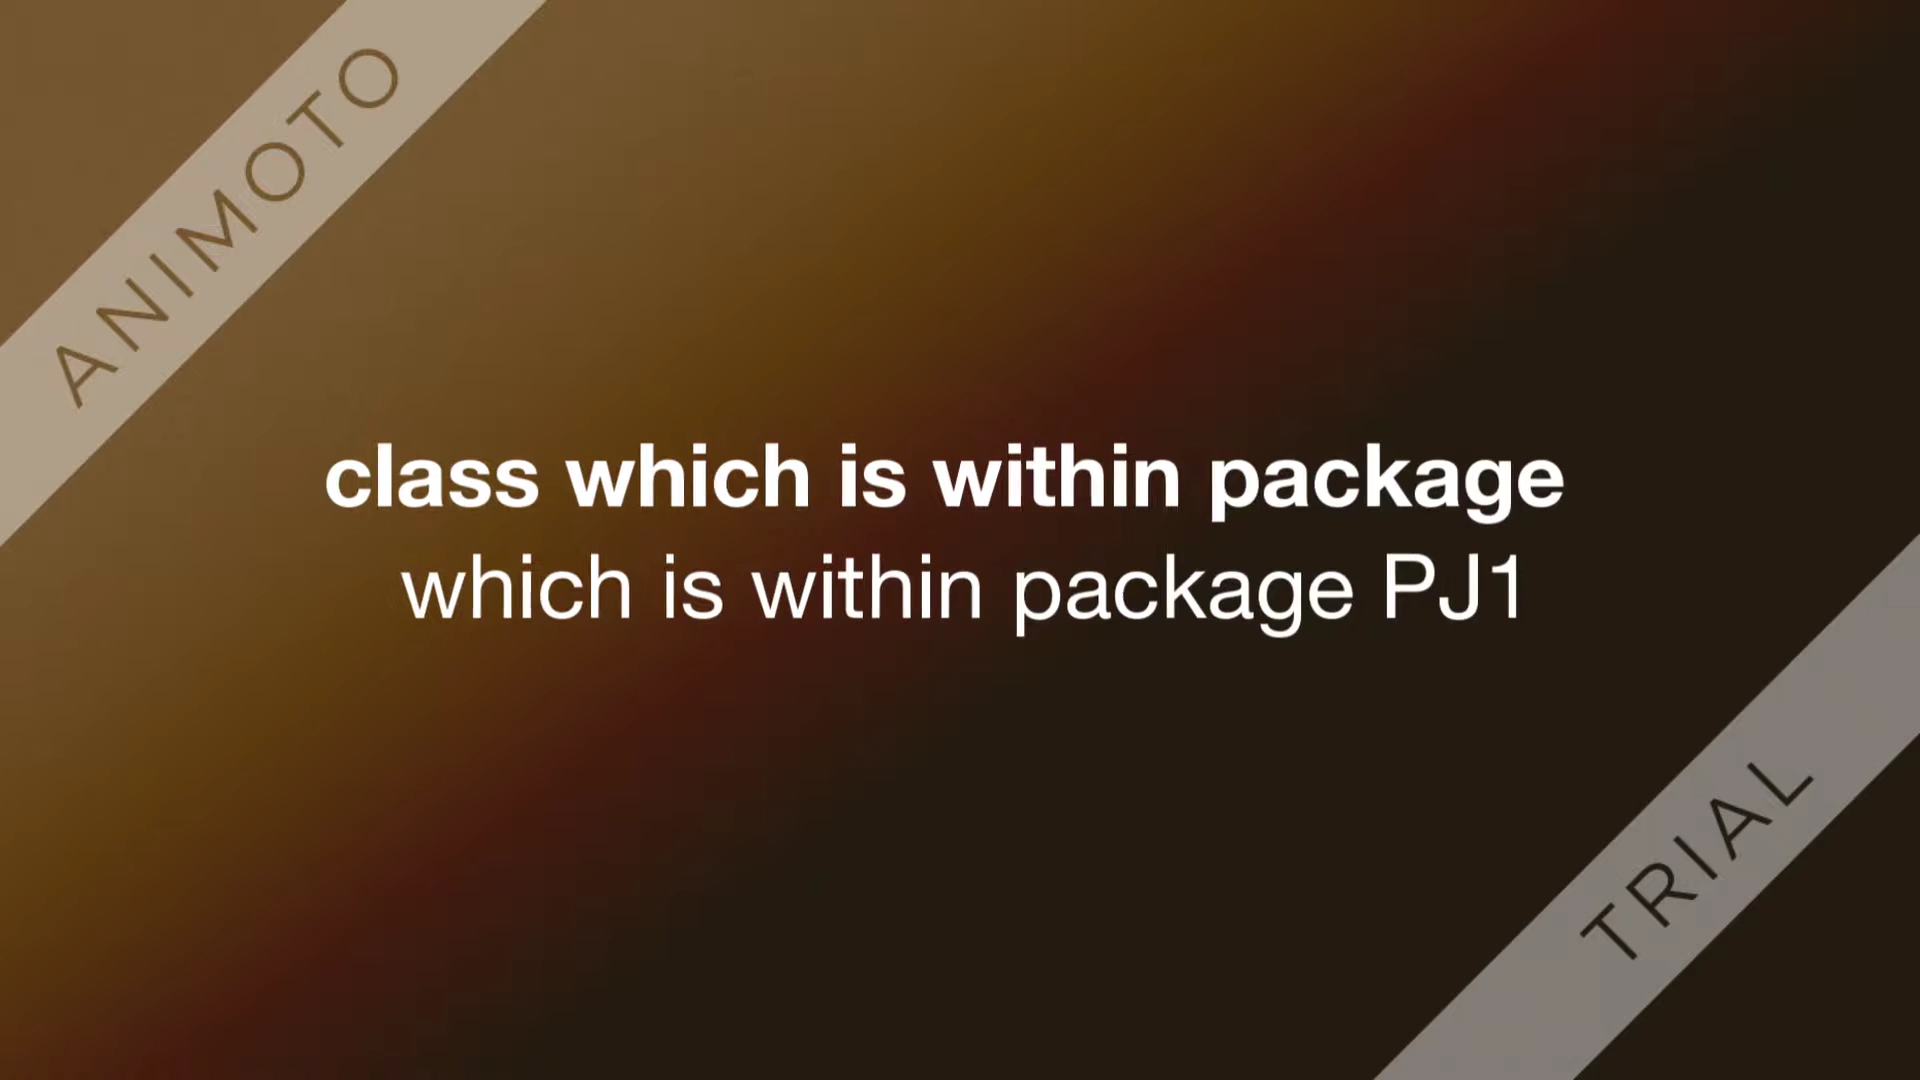 ANIMOTO
class which is within package
which is within package PJ1
TRIAL